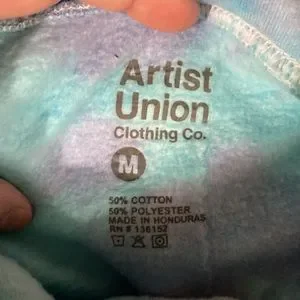 Artist
Union
Clothing Co.
M
50% COTTON
50% POLYESTER
MADE IN HONDURAS
RN # 136152